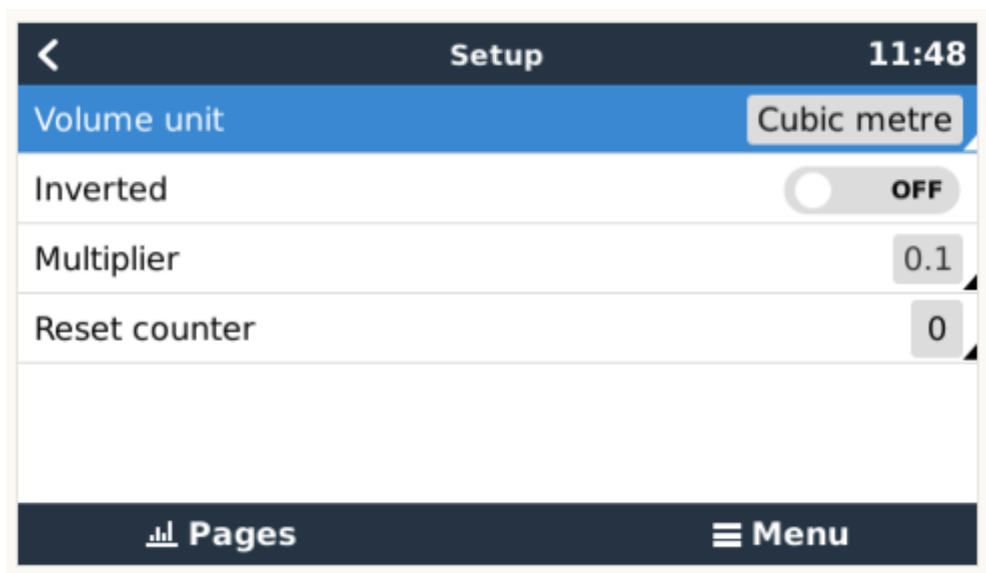 Setup 11:48
Volume unit Cubic metre
Inverted OFF
Multiplier 0.1
Reset counter 0
Pages Menu